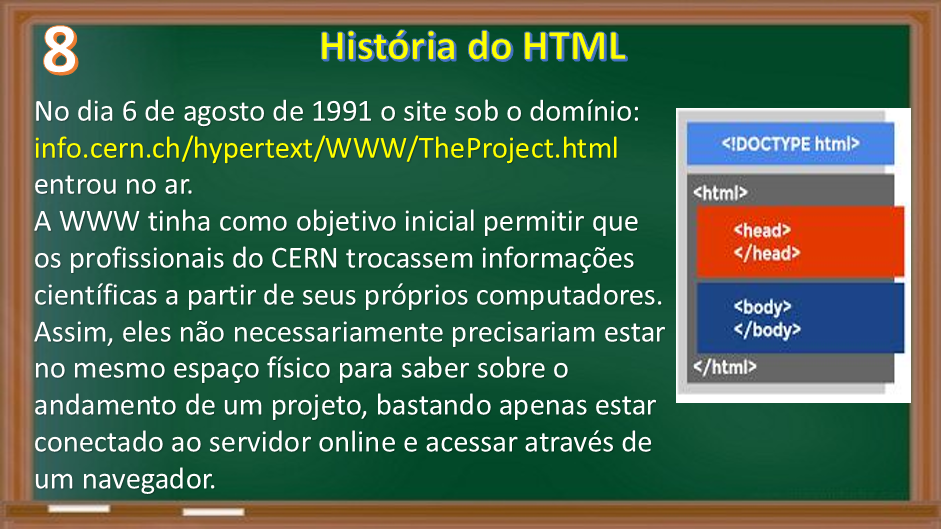 8
História do HTML
No dia 6 de agosto de 1991 o site sob o domínio:
info.cern.ch/hypertext/WWW/TheProject.html
entrou no ar.
A WWW tinha como objetivo inicial permitir que
os profissionais do CERN trocassem informações
científicas a partir de seus próprios computadores.
Assim, eles não necessariamente precisariam estar
no mesmo espaço físico para saber sobre o
andamento de um projeto, bastando apenas estar
conectado ao servidor online e acessar através de
um navegador.
<!DOCTYPE html>
<html>
<head>
</head>
<body>
</body>
</html>